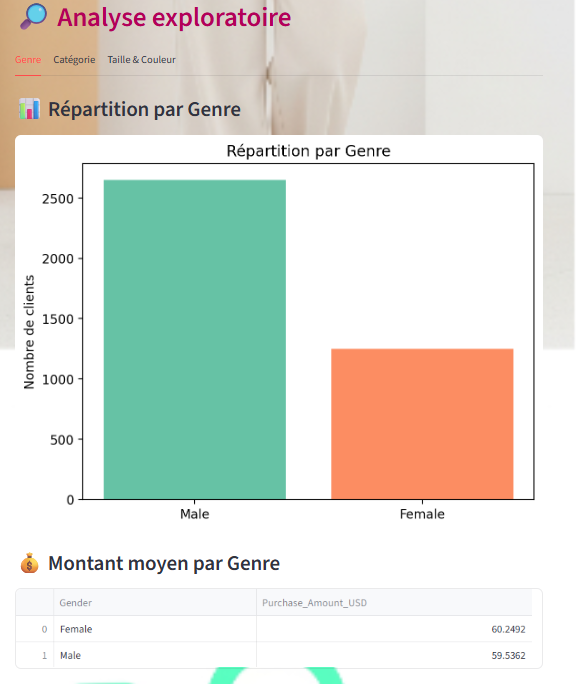 Analyse exploratoire
Genre Catégorie Taille & Couleur
Répartition par Genre
Répartition par Genre
Nombre de clients
2500
2000
1500
1000
500
0
Male Female
Montant moyen par Genre
Gender Purchase_Amount_USD
0 Female 60.2492
1 Male 59.5362